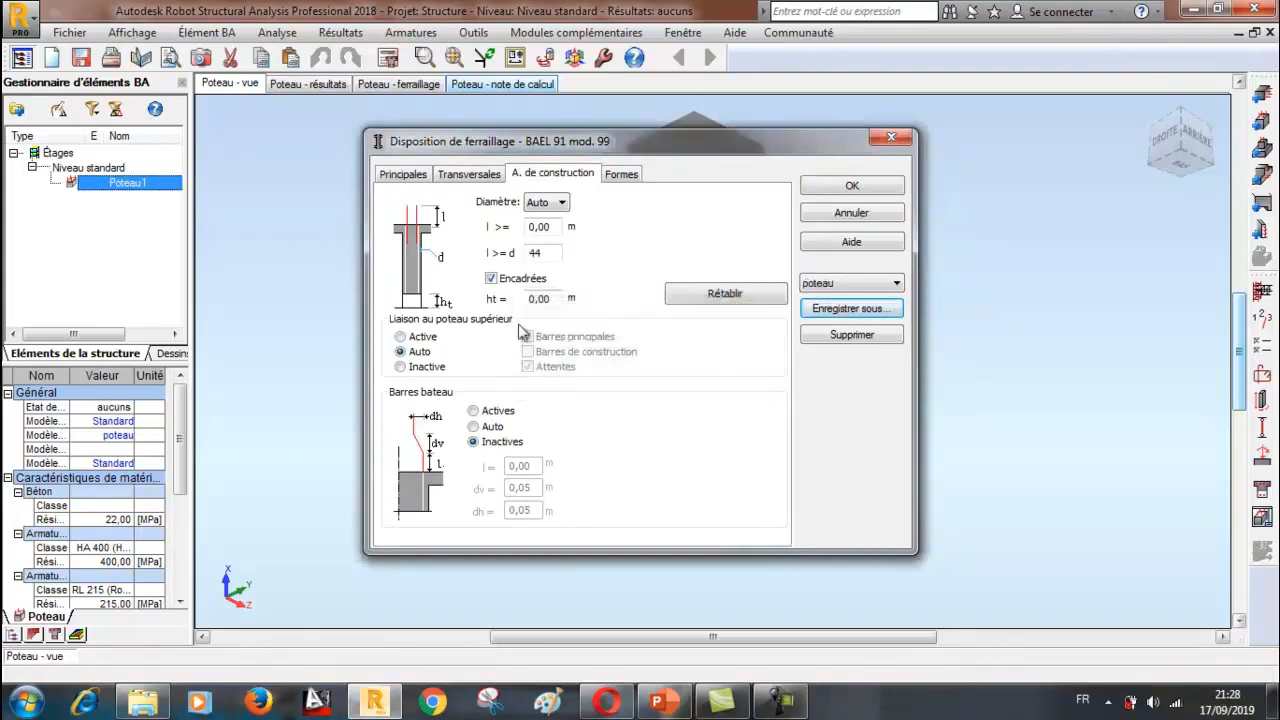 Autodesk Robot Structural Analysis Professional 2018 - Projet: Structure - Niveau: Niveau standard - Résultats: aucuns
Entrez mot-clé ou expression
Se connecter
PRO
Fichier Affichage Élément BA Analyse Résultats Armatures Outils Modules complémentaires Fenêtre Aide Communauté
Gestionnaire d'éléments BA
Poteau - vue Poteau - résultats Poteau - ferraillage Poteau - note de calcul
Type E Nom
Étages
Niveau standard
Poteau1
Eléments de la structure Dessins
Nom Valeur Unité
Général
Etat de... aucuns
Modèle... Standard
Modèle... poteau
Modèle...
Modèle... Standard
Caractéristiques de matéri...
Béton
Classe
Rési... 22,00 [MPa]
Armatu...
Classe HA 400 (H...
Rési... 400,00 [MPa]
Armatu...
Classe RL 215 (Ro...
Rési... 215,00 [MPa]
Poteau
Poteau - vue
DROITE ARRIÈRE
X
Y
Z
Disposition de ferraillage - BAEL 91 mod. 99
Principales Transversales A. de construction Formes
Diamètre: Auto
l >= 0,00 m
l >= d 44
Encadrées
ht = 0,00 m
l
d
ht
Rétablir
Liaison au poteau supérieur
Active
Auto
Inactive
Barres principales
Barres de construction
Attentes
Barres bateau
Actives
Auto
Inactives
l = 0,00 m
dv = 0,05 m
dh = 0,05 m
dh
dv
l
OK
Annuler
Aide
poteau
Enregistrer sous...
Supprimer
FR
21:28
17/09/2019